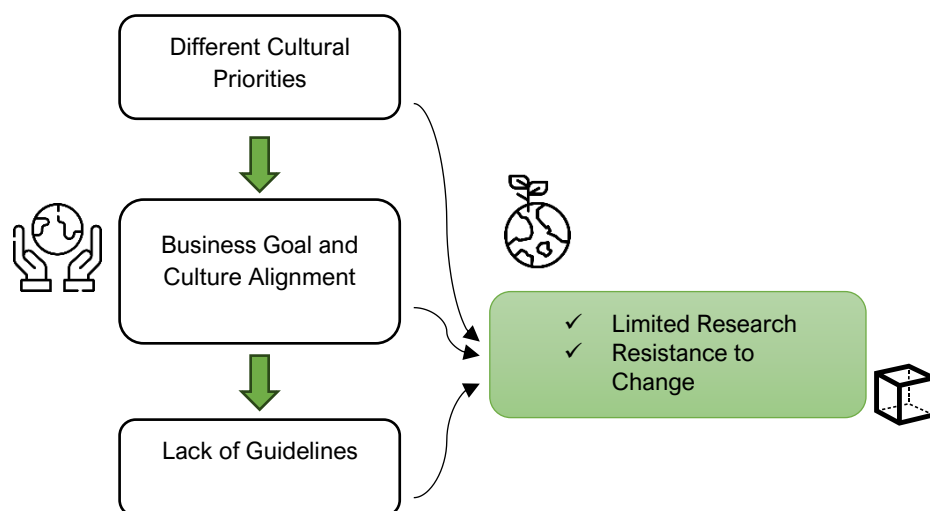 Different Cultural
Priorities
Business Goal and
Culture Alignment
Lack of Guidelines
✓ Limited Research
✓ Resistance to
Change